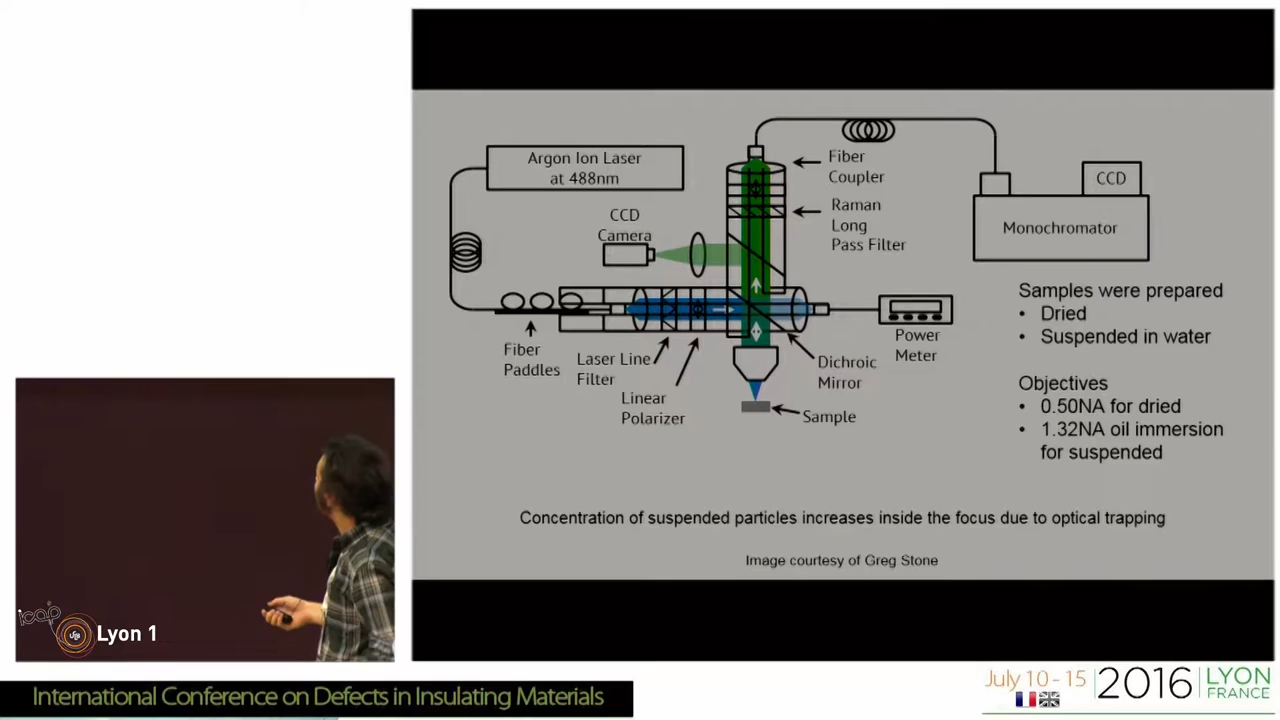 Argon Ion Laser
at 488nm
CCD
Camera
Fiber
Coupler
Raman
Long
Pass Filter
CCD
Monochromator
Fiber
Paddles
Laser Line
Filter
Linear
Polarizer
Dichroic
Mirror
Power
Meter
Sample
Samples were prepared
• Dried
• Suspended in water
Objectives
• 0.50NA for dried
• 1.32NA oil immersion
for suspended
Concentration of suspended particles increases inside the focus due to optical trapping
Image courtesy of Greg Stone
icap
Lyon 1
International Conference on Defects in Insulating Materials
July 10 - 15
2016
LYON
FRANCE